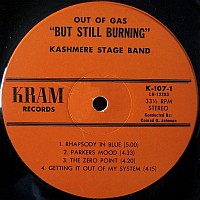 OUT OF GAS
"BUT STILL BURNING"
KASHMERE STAGE BAND
KRAM
RECORDS
K-107-1
LH-12293
33⅓ RPM
STEREO
Conducted By:
Conrad O. Johnson
1. RHAPSODY IN BLUE (5:00)
2. PARKERS MOOD (4:33)
3. THE ZERO POINT (4:20)
4. GETTING IT OUT OF MY SYSTEM (4:15)